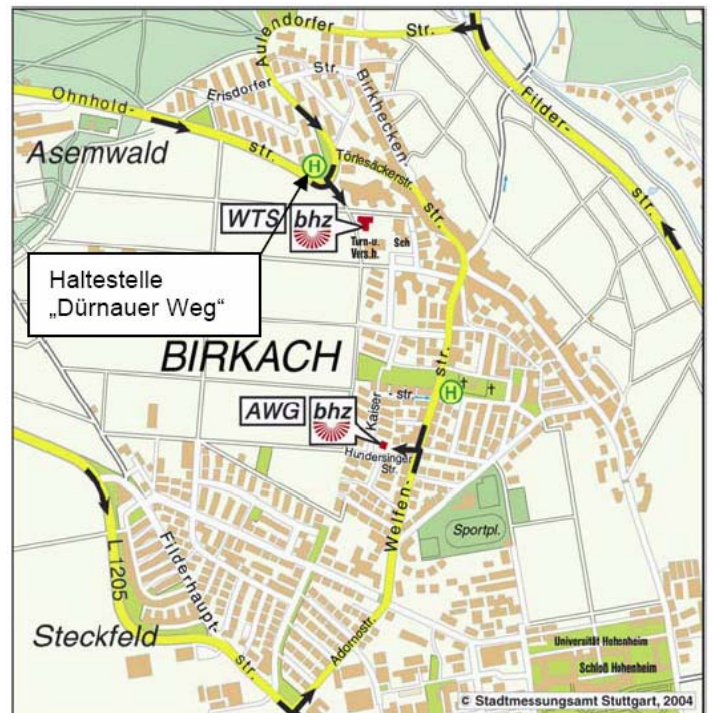 Aulendorfer Str.
Erisdorfer Str.
Birkhecken-
Ohnhold-
str.
Filder-
str.
Asemwald
Törlesäckerstr.
str.
H
WTS bhz
Turn-u.
Vers.h.
Sch
Haltestelle
„Dürnauer Weg“
BIRKACH
str.
H
Kaiser - str.
AWG bhz
Hundersinger
Str.
Welfen-
Sportpl.
L 1205
Filderhaupt-
str.
Steckfeld
Adornostr.
Universität Hohenheim
Schloß Hohenheim
© Stadtmessungsamt Stuttgart, 2004